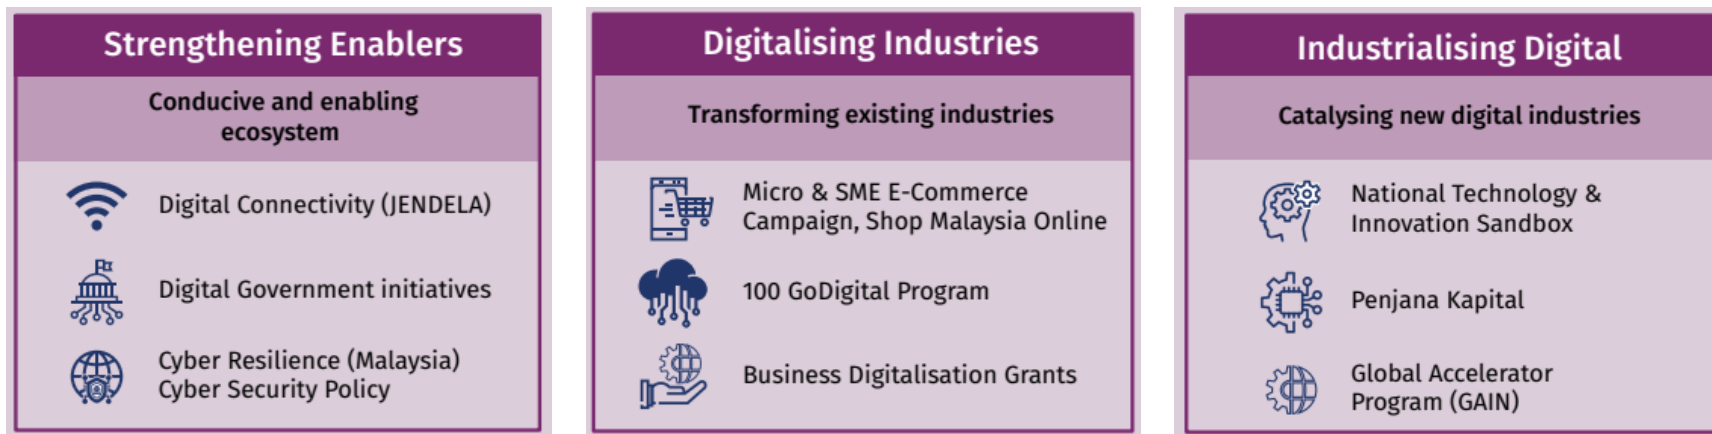 Strengthening Enablers
Conducive and enabling
ecosystem
Digital Connectivity (JENDELA)
Digital Government initiatives
Cyber Resilience (Malaysia)
Cyber Security Policy
Digitalising Industries
Transforming existing industries
Micro & SME E-Commerce
Campaign, Shop Malaysia Online
100 GoDigital Program
Business Digitalisation Grants
Industrialising Digital
Catalysing new digital industries
National Technology &
Innovation Sandbox
Penjana Kapital
Global Accelerator
Program (GAIN)